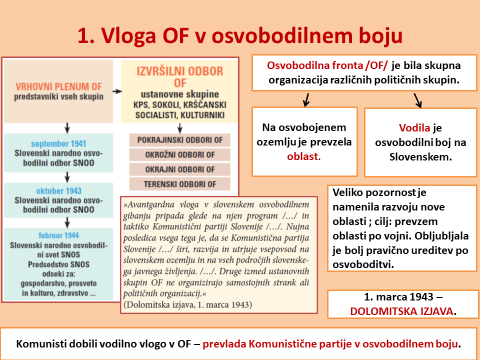 1. Vloga OF v osvobodilnem boju
VRHOVNI PLENUM OF
predstavniki vseh skupin
september 1941
Slovenski narodno osvo-
bodilni odbor SNOO
oktober 1943
Slovenski narodno osvo-
bodilni odbor SNOO
februar 1944
Slovenski narodno osvobodil-
ni svet SNOS
Predsedstvo SNOS
odseki za:
gospodarstvo, prosveto
in kulturo, zdravstvo ...
IZVRŠILNI ODBOR
OF
ustanovne skupine
KPS, SOKOLI, KRŠČANSKI
SOCIALISTI, KULTURNIKI
POKRAJINSKI ODBORI OF
OKROŽNI ODBORI OF
OKRAJNI ODBORI OF
TERENSKI ODBORI OF
»Avantgardna vloga v slovenskem osvobodilnem
gibanju pripada glede na njen program /.../ in
taktiko Komunistični partiji Slovenije /.../. Nujna
posledica vsega tega je, da se Komunistična partija
Slovenije /.../ širi, razvija in utrjuje vsepovsod na
slovenskem ozemlju in na vseh področjih slovenske-
ga javnega življenja. /.../. Druge izmed ustanovnih
skupin OF ne organizirajo samostojnih strank ali
političnih organizacij.«
(Dolomitska izjava, 1. marca 1943)
Osvobodilna fronta /OF/ je bila skupna
organizacija različnih političnih skupin.
Na osvobojenem
ozemlju je prevzela
oblast.
Vodila je
osvobodilni boj na
Slovenskem.
Veliko pozornost je
namenila razvoju nove
oblasti ; cilj: prevzem
oblasti po vojni. Obljubljala
je bolj pravično ureditev po
osvoboditvi.
1. marca 1943 –
DOLOMITSKA IZJAVA.
Komunisti dobili vodilno vlogo v OF – prevlada Komunistične partije v osvobodilnem boju.